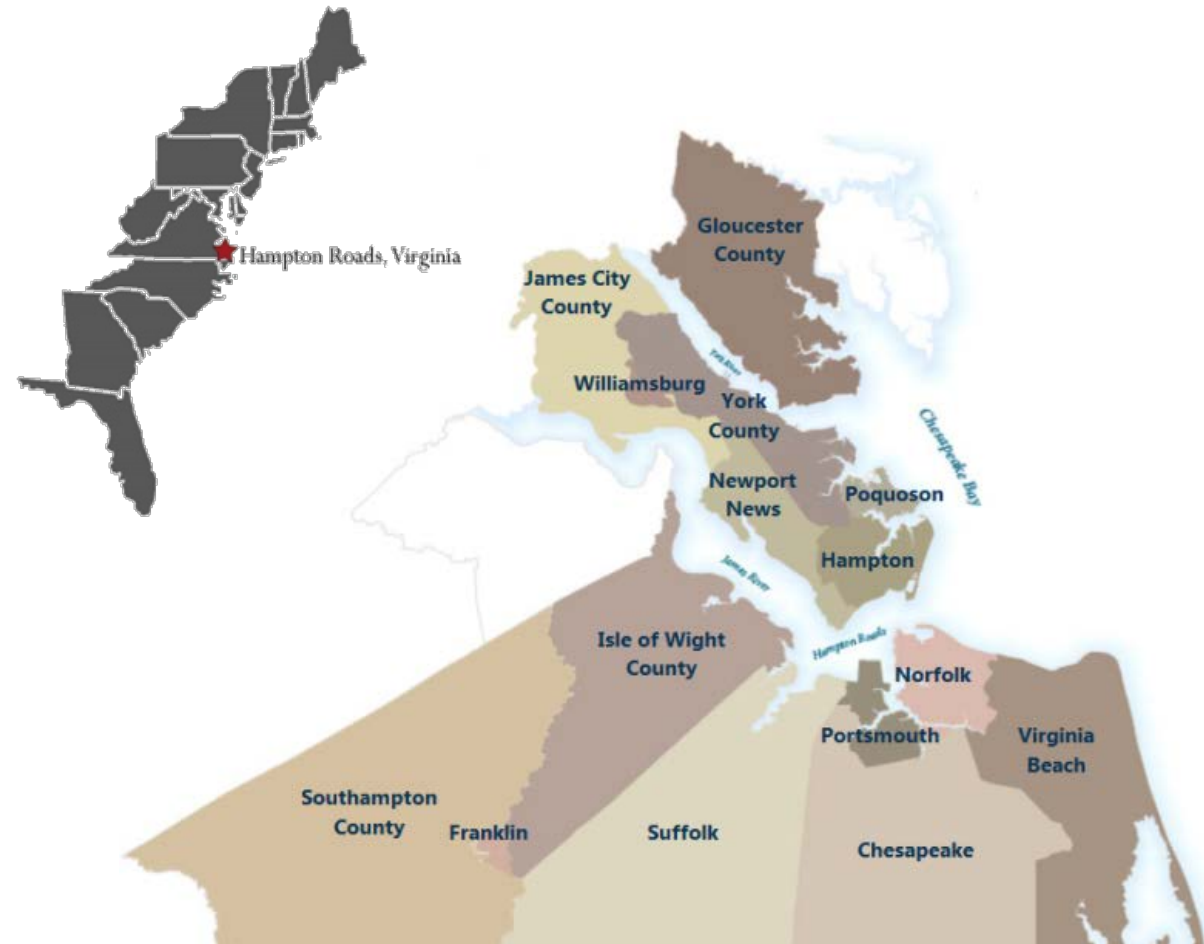 Hampton Roads, Virginia
Gloucester
County
James City
County
York River
Williamsburg
York
County
Chesapeake Bay
Newport
News
Poquoson
Hampton
James River
Isle of Wight
County
Hampton Roads
Norfolk
Portsmouth
Virginia
Beach
Southampton
County
Franklin
Suffolk
Chesapeake